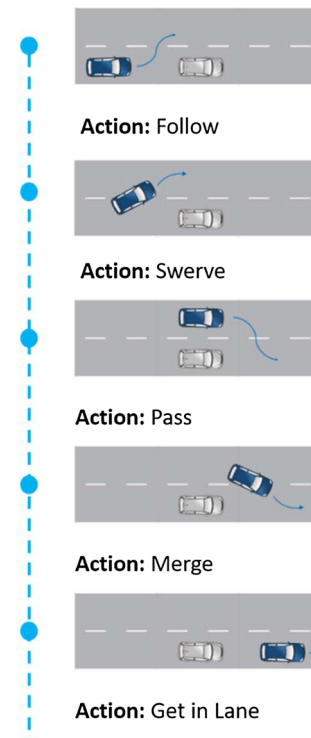 Action: Follow
Action: Swerve
Action: Pass
Action: Merge
Action: Get in Lane